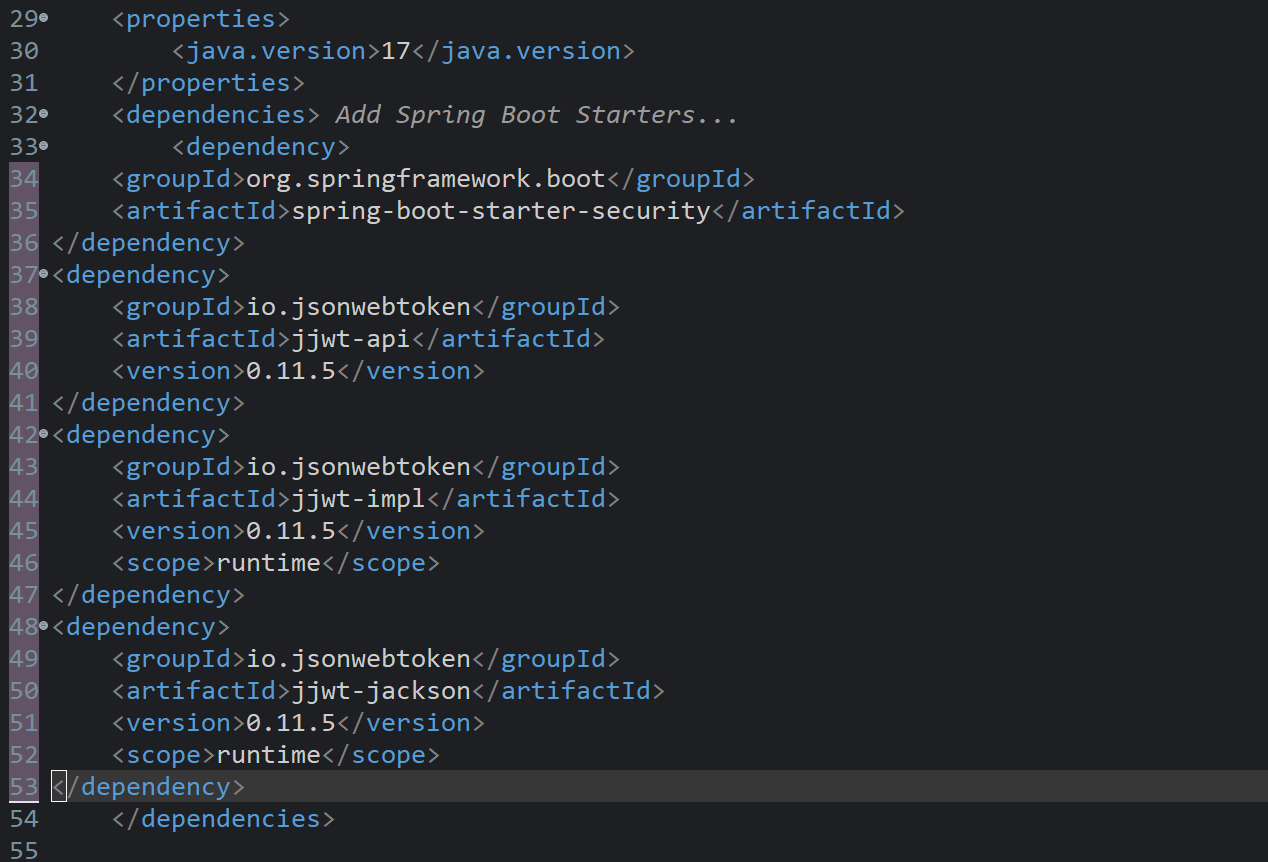 29 <properties>
30 <java.version>17</java.version>
31 </properties>
32 <dependencies> Add Spring Boot Starters...
33 <dependency>
34 <groupId>org.springframework.boot</groupId>
35 <artifactId>spring-boot-starter-security</artifactId>
36 </dependency>
37 <dependency>
38 <groupId>io.jsonwebtoken</groupId>
39 <artifactId>jjwt-api</artifactId>
40 <version>0.11.5</version>
41 </dependency>
42 <dependency>
43 <groupId>io.jsonwebtoken</groupId>
44 <artifactId>jjwt-impl</artifactId>
45 <version>0.11.5</version>
46 <scope>runtime</scope>
47 </dependency>
48 <dependency>
49 <groupId>io.jsonwebtoken</groupId>
50 <artifactId>jjwt-jackson</artifactId>
51 <version>0.11.5</version>
52 <scope>runtime</scope>
53 </dependency>
54 </dependencies>
55